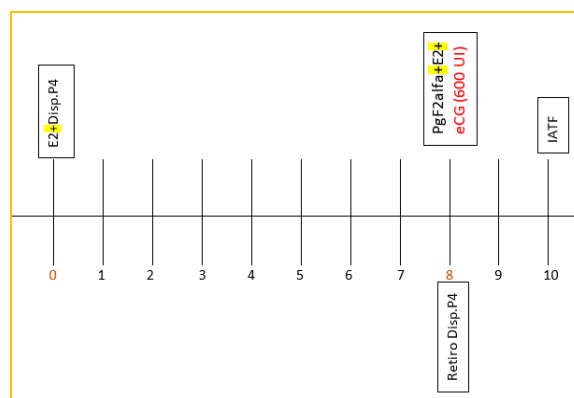 E2+Disp.P4
PgF2alfa+E2+
eCG (600 UI)
IATF
0 1 2 3 4 5 6 7 8 9 10
Retiro Disp.P4